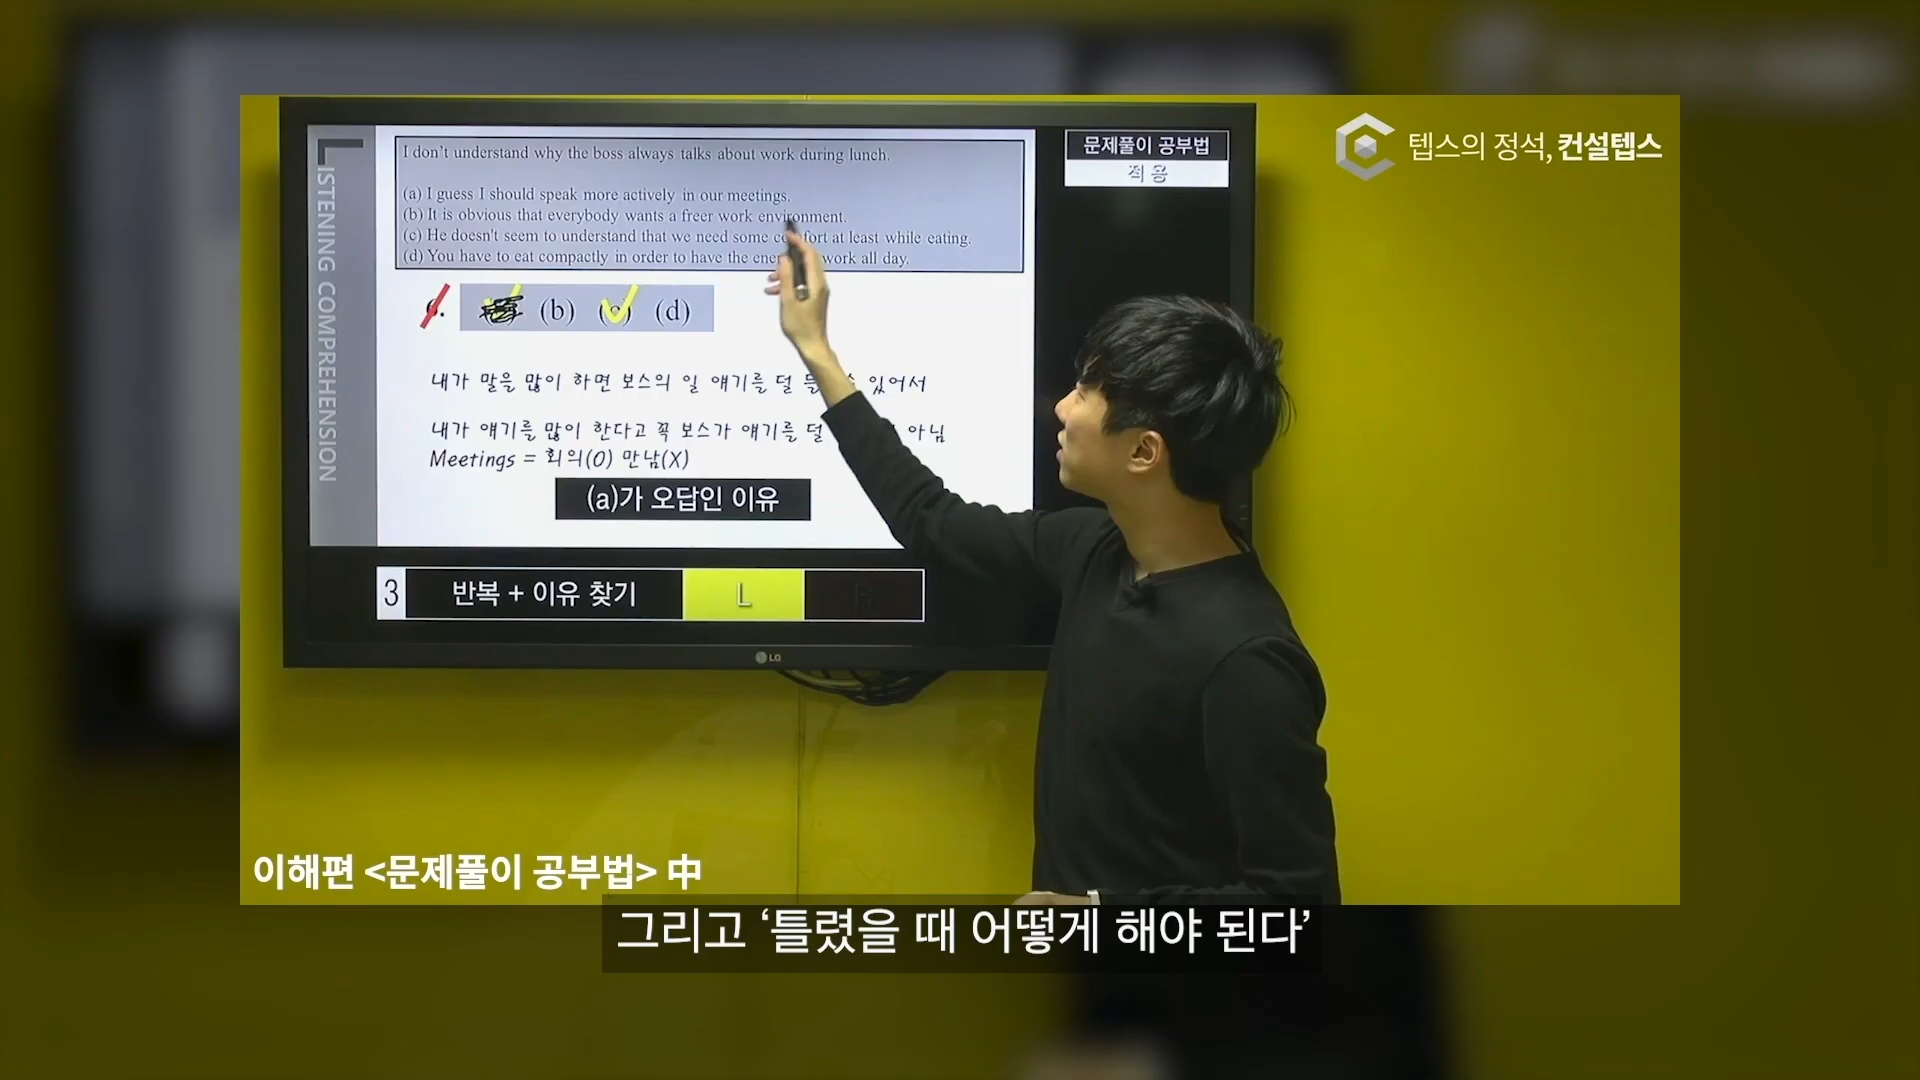 텝스의 정석, 컨설텝스
문제풀이 공부법
적용
LISTENING COMPREHENSION
I don't understand why the boss always talks about work during lunch.
(a) I guess I should speak more actively in our meetings.
(b) It is obvious that everybody wants a freer work environment.
(c) He doesn't seem to understand that we need some comfort at least while eating.
(d) You have to eat compactly in order to have the work all day.
(b) (d)
내가 말을 많이 하면 보스의 일 얘기를 덜 있어서
내가 얘기를 많이 한다고 꼭 보스가 얘기를 덜 아님
Meetings = 회의(O) 만남(X)
(a)가 오답인 이유
3 반복 + 이유 찾기 L R
LG
이해편 <문제풀이 공부법> 中
그리고 ‘틀렸을 때 어떻게 해야 된다’